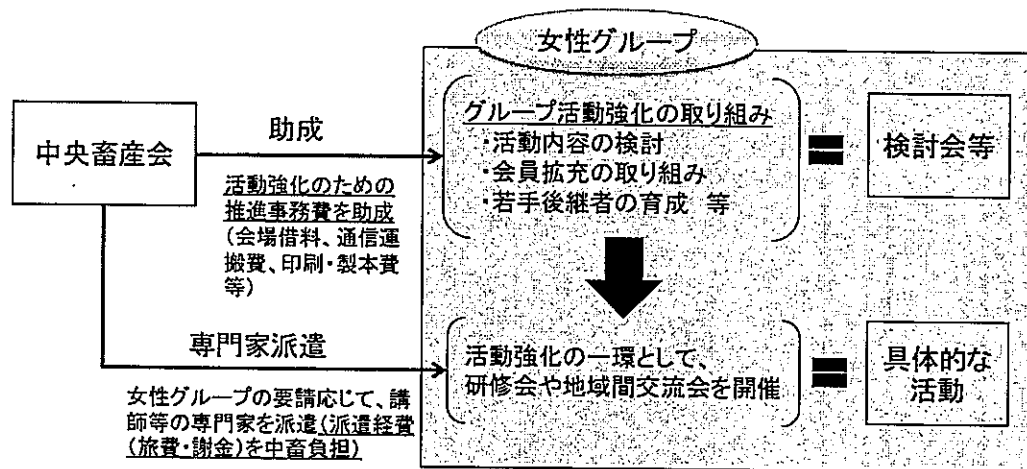 女性グループ
中央畜産会
助成
活動強化のための
推進事務費を助成
(会場借料、通信運
搬費、印刷・製本費
等)
グループ活動強化の取り組み
・活動内容の検討
・会員拡充の取り組み
・若手後継者の育成 等
検討会等
専門家派遣
女性グループの要請応じて、講
師等の専門家を派遣(派遣経費
(旅費・謝金)を中畜負担)
活動強化の一環として、
研修会や地域間交流会を開催
具体的な
活動